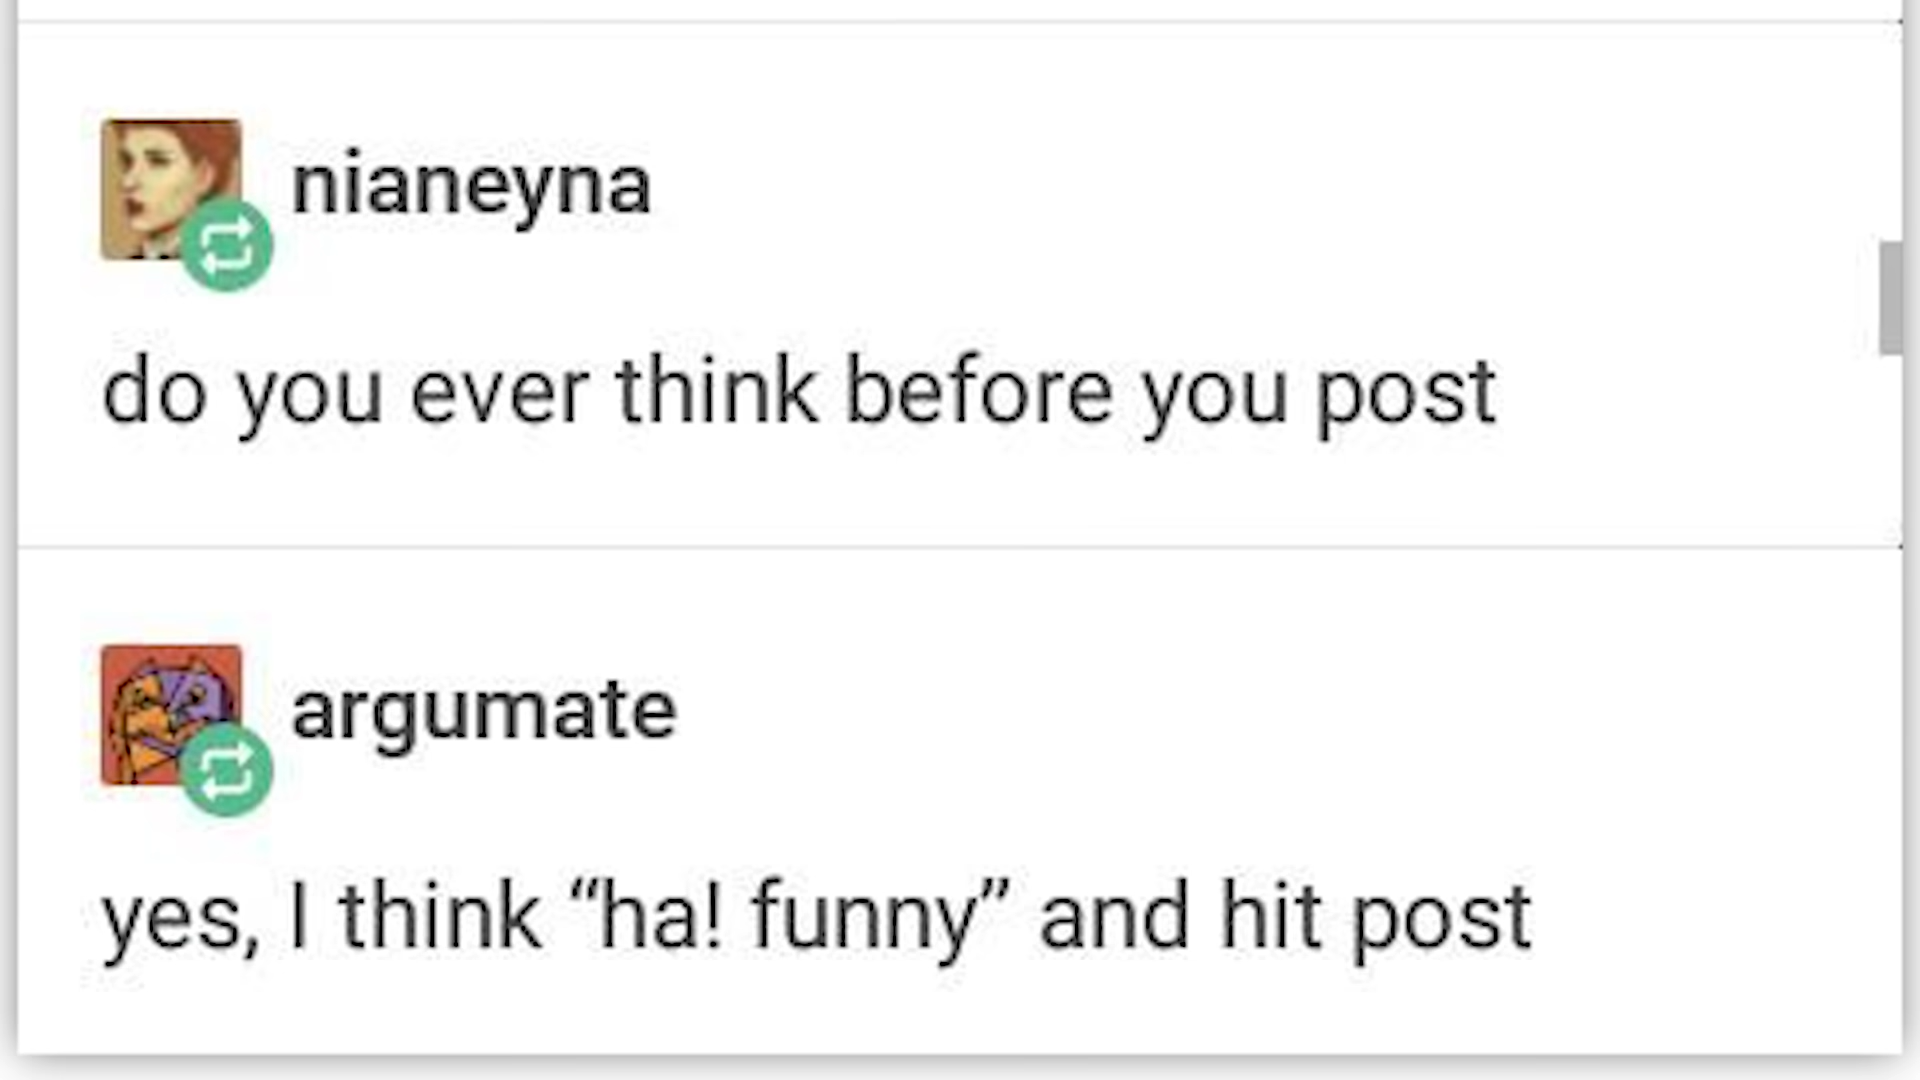 nianeyna
do you ever think before you post
argumate
yes, I think “ha! funny” and hit post